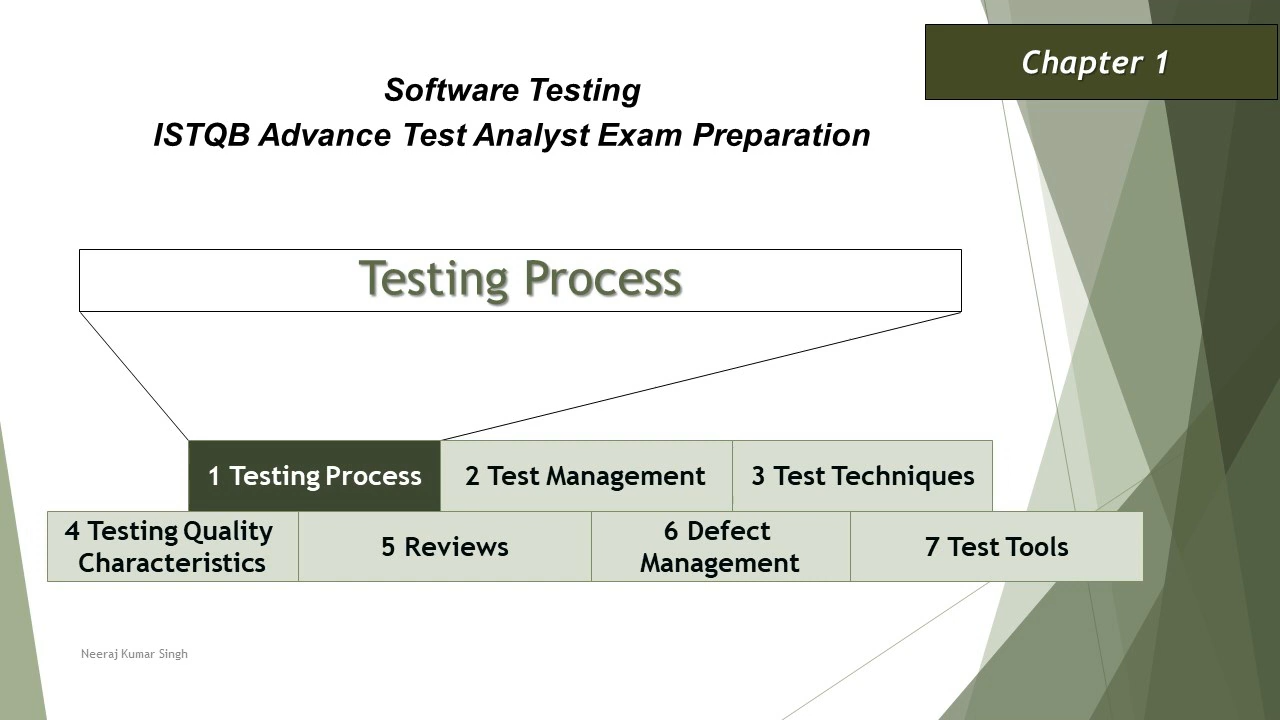 Chapter 1
Software Testing
ISTQB Advance Test Analyst Exam Preparation
Testing Process
1 Testing Process
2 Test Management
3 Test Techniques
4 Testing Quality
Characteristics
5 Reviews
6 Defect
Management
7 Test Tools
Neeraj Kumar Singh